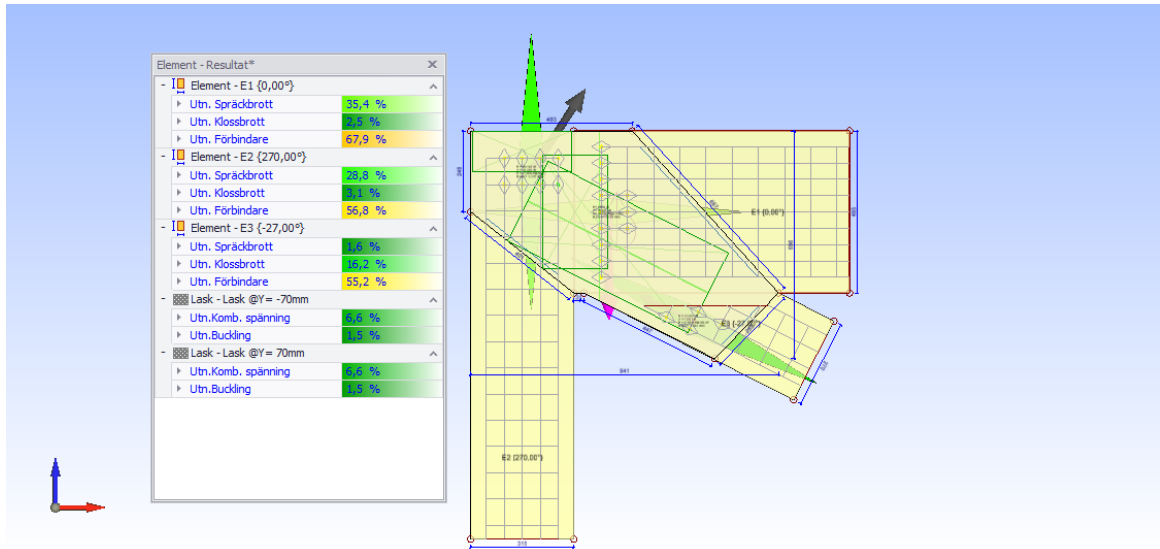 Element - Resultat*
Element - E1 {0,00°}
Utn. Spräckbrott 35,4 %
Utn. Klossbrott 2,5 %
Utn. Förbindare 67,9 %
Element - E2 {270,00°}
Utn. Spräckbrott 28,8 %
Utn. Klossbrott 3,1 %
Utn. Förbindare 56,8 %
Element - E3 {-27,00°}
Utn. Spräckbrott 1,6 %
Utn. Klossbrott 16,2 %
Utn. Förbindare 55,2 %
Lask - Lask @Y= -70mm
Utn.Komb. spänning 6,6 %
Utn.Buckling 1,5 %
Lask - Lask @Y= 70mm
Utn.Komb. spänning 6,6 %
Utn.Buckling 1,5 %
E1 {0,00°}
E2 {270,00°}
941
315